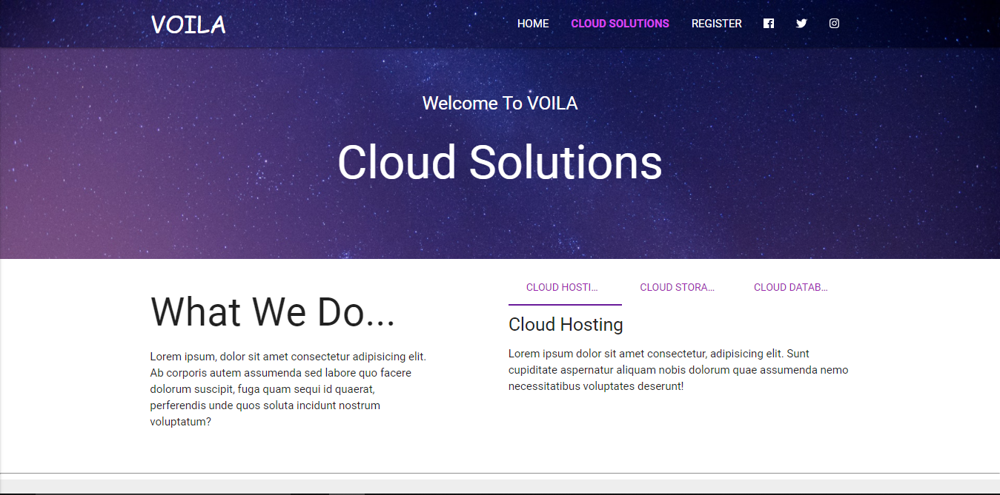 VOILA
HOME CLOUD SOLUTIONS REGISTER
Welcome To VOILA
Cloud Solutions
What We Do...
Lorem ipsum, dolor sit amet consectetur adipisicing elit.
Ab corporis autem assumenda sed labore quo facere
dolorum suscipit, fuga quam sequi id quaerat,
perferendis unde quos soluta incidunt nostrum
voluptatum?
CLOUD HOSTI... CLOUD STORA... CLOUD DATAB...
Cloud Hosting
Lorem ipsum dolor sit amet consectetur, adipisicing elit. Sunt
cupiditate aspernatur aliquam nobis dolorum quae assumenda nemo
necessitatibus voluptates deserunt!